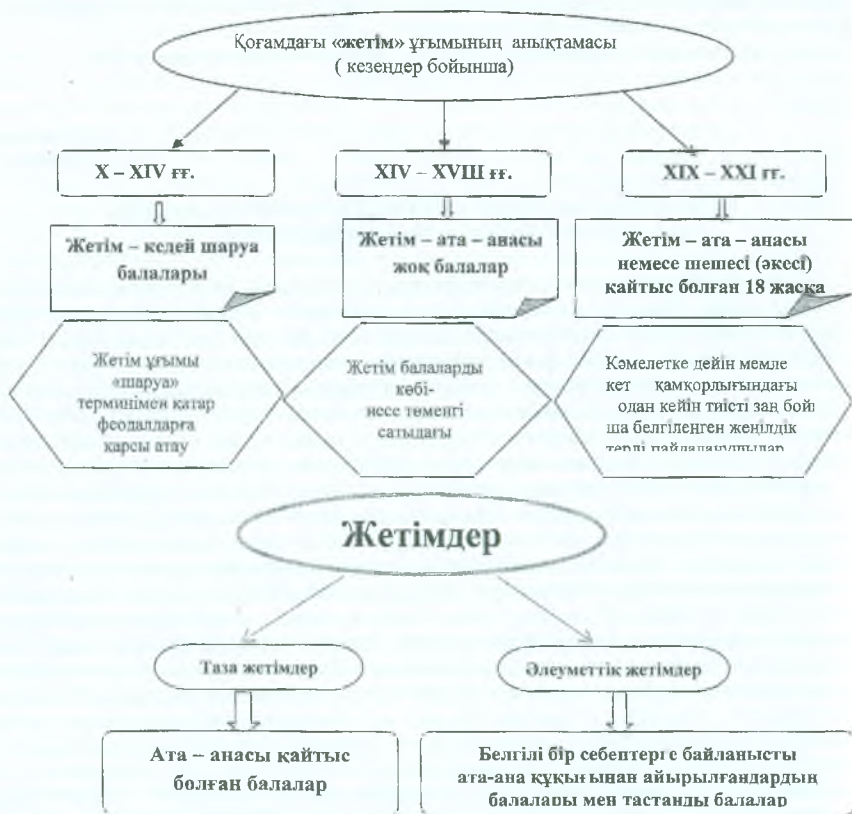 Қоғамдағы «жетім» ұғымының анықтамасы
( кезеңдер бойынша)
X – XIV ғғ.
XIV – XVIII ғғ.
XIX – XXI ғғ.
Жетім – кедей шаруа
балалары
Жетім – ата – анасы
жоқ балалар
Жетім – ата – анасы
немесе шешесі (әкесі)
қайтыс болған 18 жасқа
Жетім ұғымы
«шаруа»
терминімен қатар
феодалларға
қарсы атау
Жетім балаларды
көбі-
несе төменгі
сатыдағы
Кәмелетке дейін мемле
кет қамқорлығындағы
одан кейін тиісті заң бойы
ша белгіленген жеңілдік
терді пайдаланушылар
Жетімдер
Таза жетімдер
Әлеуметтік жетімдер
Ата – анасы қайтыс
болған балалар
Белгілі бір себептерге байланысты
ата-ана құқығынан айырылғандардың
балалары мен тастанды балалар